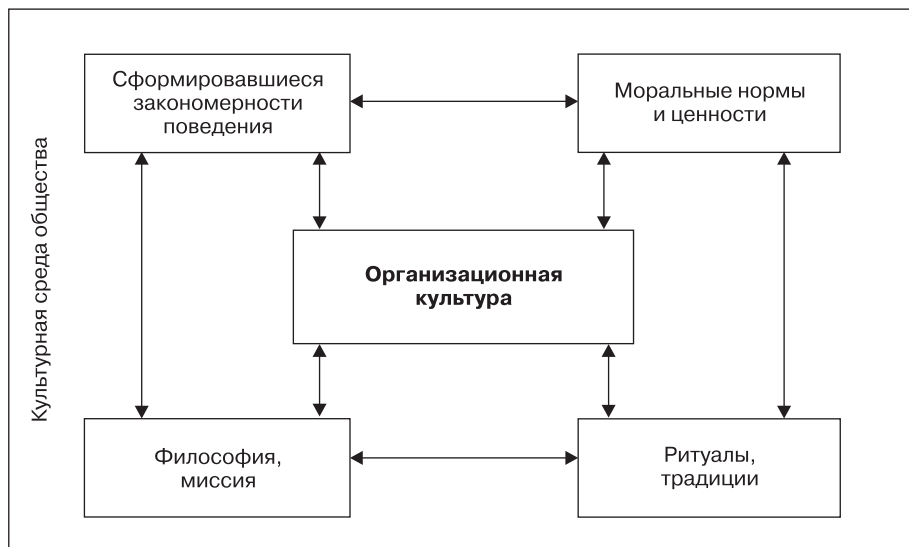 Культурная среда общества
Сформировавшиеся
закономерности
поведения
Моральные нормы
и ценности
Организационная
культура
Философия,
миссия
Ритуалы,
традиции